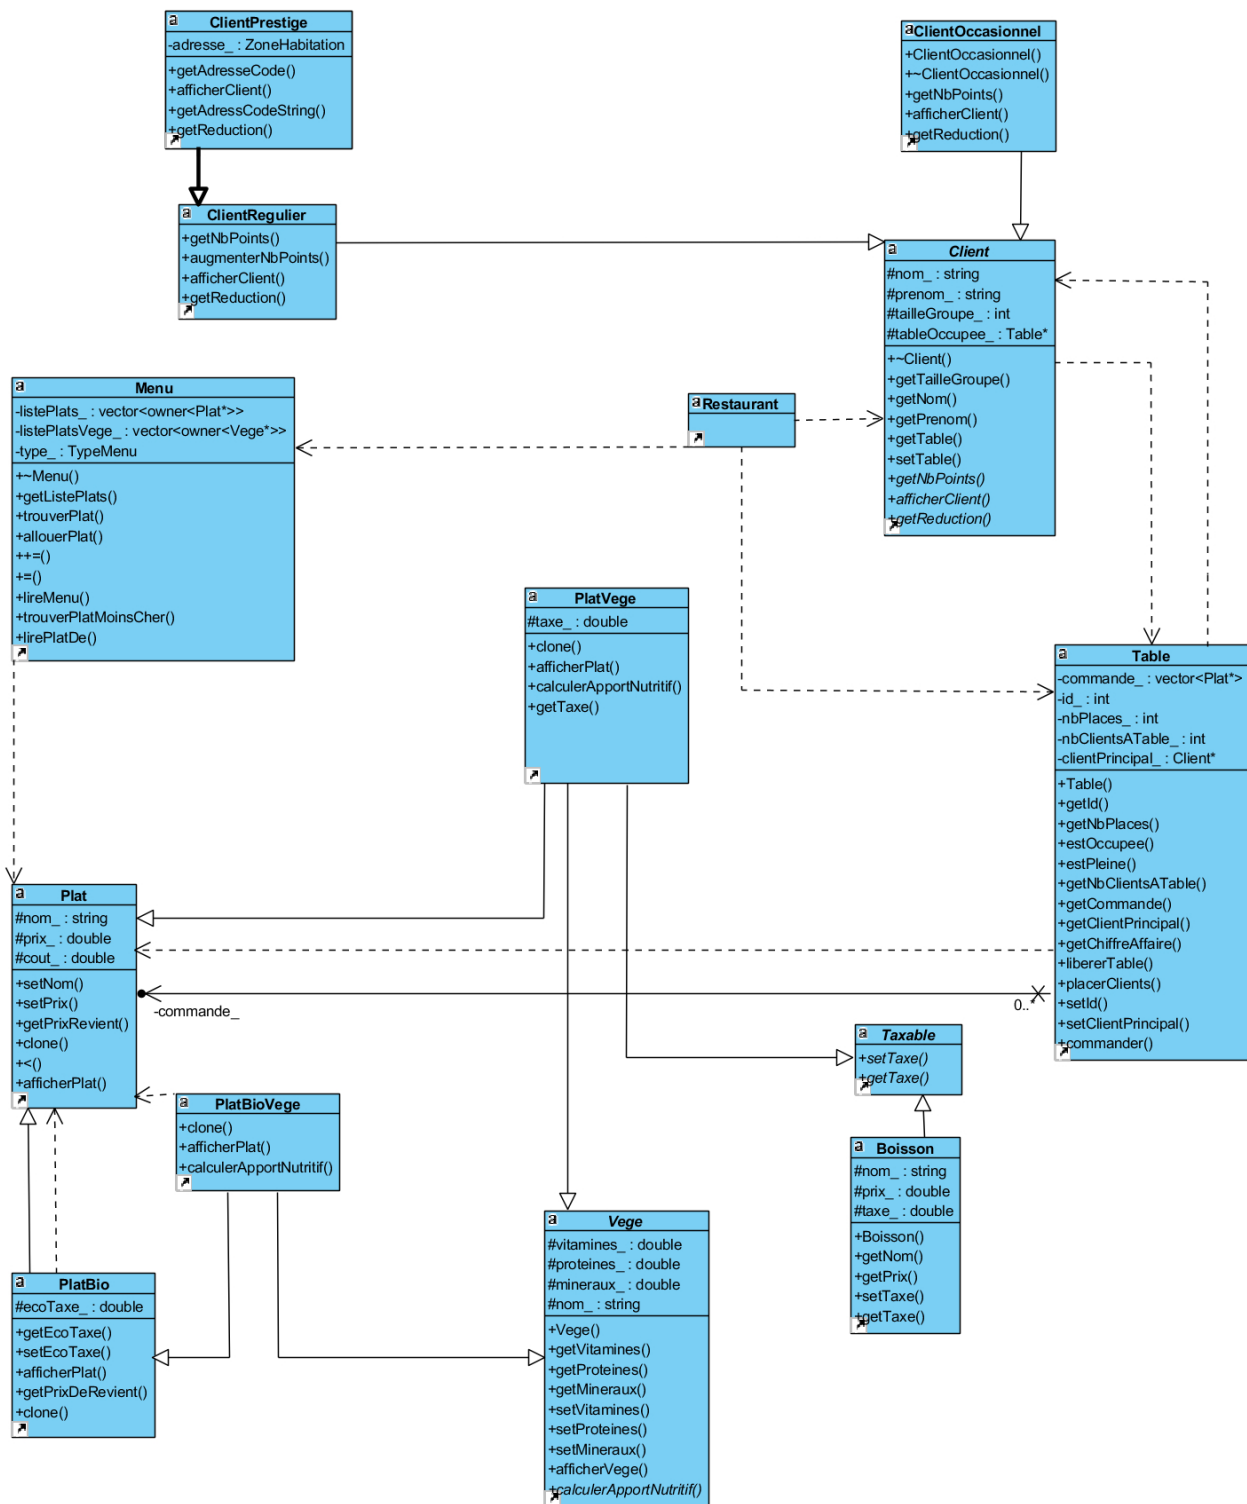 ClientPrestige
-adresse_ : ZoneHabitation
+getAdresseCode()
+afficherClient()
+getAdressCodeString()
+getReduction()
ClientOccasionnel
+ClientOccasionnel()
+~ClientOccasionnel()
+getNbPoints()
+afficherClient()
+getReduction()
ClientRegulier
+getNbPoints()
+augmenterNbPoints()
+afficherClient()
+getReduction()
Client
#nom_ : string
#prenom_ : string
#tailleGroupe_ : int
#tableOccupee_ : Table*
+~Client()
+getTailleGroupe()
+getNom()
+getPrenom()
+getTable()
+setTable()
+getNbPoints()
+afficherClient()
+getReduction()
Menu
-listePlats_ : vector<owner<Plat*>>
-listePlatsVege_ : vector<owner<Vege*>>
-type_ : TypeMenu
+~Menu()
+getListePlats()
+trouverPlat()
+allouerPlat()
++=()
+=()
+lireMenu()
+trouverPlatMoinsCher()
+lirePlatDe()
Restaurant
PlatVege
#taxe_ : double
+clone()
+afficherPlat()
+calculerApportNutritif()
+getTaxe()
Table
-commande_ : vector<Plat*>
-id_ : int
-nbPlaces_ : int
-nbClientsATable_ : int
-clientPrincipal_ : Client*
+Table()
+getId()
+getNbPlaces()
+estOccupee()
+estPleine()
+getNbClientsATable()
+getCommande()
+getClientPrincipal()
+getChiffreAffaire()
+libererTable()
+placerClients()
+setId()
+setClientPrincipal()
+commander()
Plat
#nom_ : string
#prix_ : double
#cout_ : double
+setNom()
+setPrix()
+getPrixRevient()
+clone()
+<()
+afficherPlat()
-commande_
0..*
Taxable
+setTaxe()
+getTaxe()
PlatBioVege
+clone()
+afficherPlat()
+calculerApportNutritif()
Boisson
#nom_ : string
#prix_ : double
#taxe_ : double
+Boisson()
+getNom()
+getPrix()
+setTaxe()
+getTaxe()
Vege
#vitamines_ : double
#proteines_ : double
#mineraux_ : double
#nom_ : string
+Vege()
+getVitamines()
+getProteines()
+getMineraux()
+setVitamines()
+setProteines()
+setMineraux()
+afficherVege()
+calculerApportNutritif()
PlatBio
#ecoTaxe_ : double
+getEcoTaxe()
+setEcoTaxe()
+afficherPlat()
+getPrixDeRevient()
+clone()